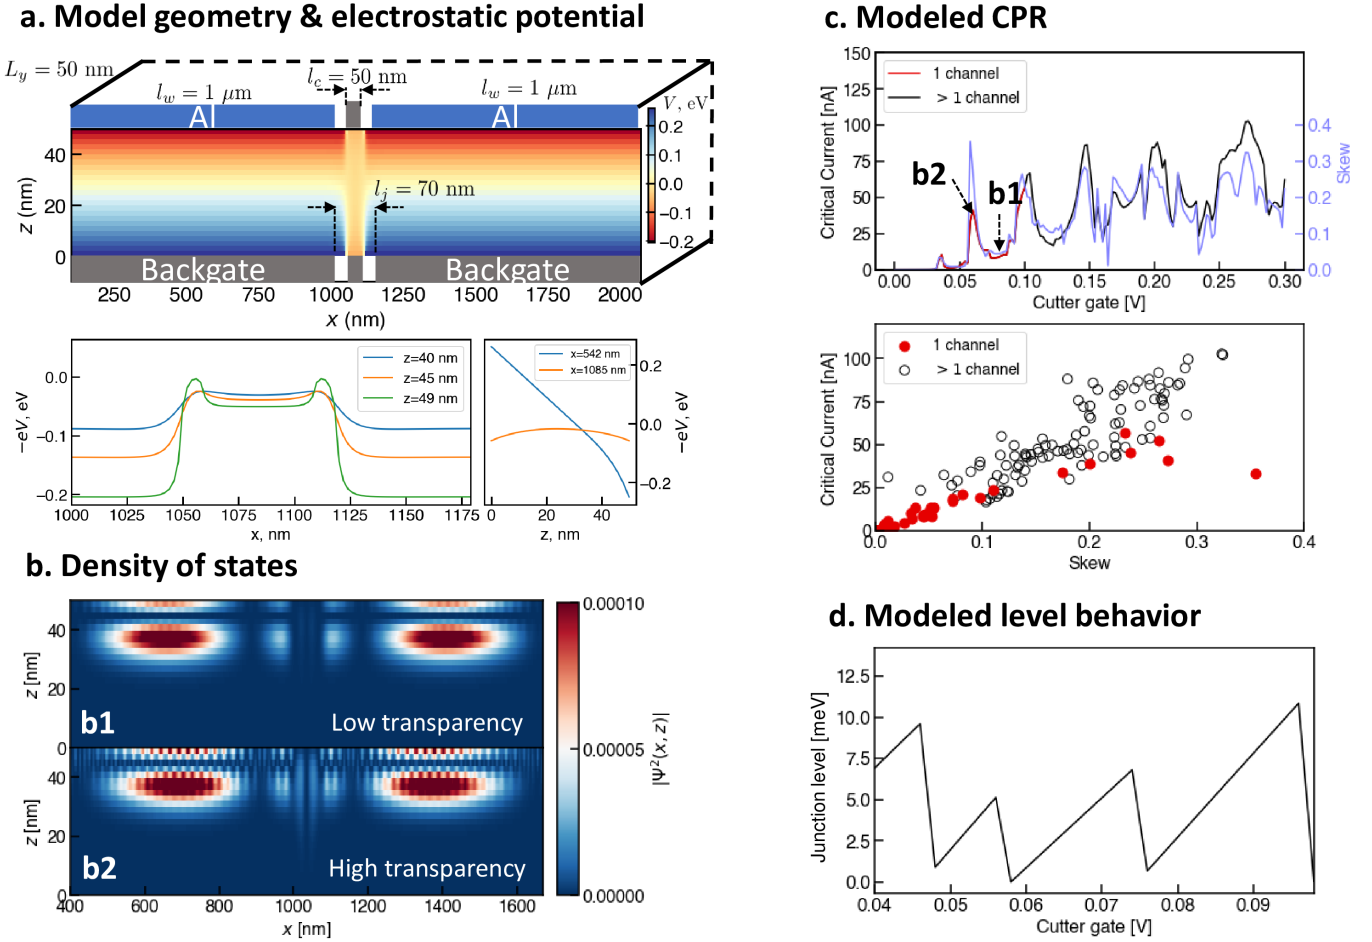 a. Model geometry & electrostatic potential
L_y = 50 nm
l_w = 1 μm
l_c = 50 nm
l_w = 1 μm
V, eV
Al
Al
0.2
0.1
0.0
−0.1
−0.2
z (nm)
40
20
0
l_j = 70 nm
Backgate
Backgate
250 500 750 1000 1250 1500 1750 2000
x (nm)
−eV, eV
0.0
−0.1
−0.2
z=40 nm
z=45 nm
z=49 nm
1000 1025 1050 1075 1100 1125 1150 1175
x, nm
x=542 nm
x=1085 nm
0.2
0.0
−0.2
−eV, eV
0 20 40
z, nm
b. Density of states
z [nm]
40
20
0
b1
Low transparency
z [nm]
40
20
0
b2
High transparency
400 600 800 1000 1200 1400 1600
x [nm]
0.00010
0.00005
0.00000
|Ψ²(x, z)|
c. Modeled CPR
Critical Current [nA]
150
125
100
75
50
25
0
1 channel
> 1 channel
b2
b1
0.4
0.3
0.2
0.1
0.0
Skew
0.00 0.05 0.10 0.15 0.20 0.25 0.30
Cutter gate [V]
Critical Current [nA]
100
75
50
25
0
1 channel
> 1 channel
0.0 0.1 0.2 0.3 0.4
Skew
d. Modeled level behavior
Junction level [meV]
12.5
10.0
7.5
5.0
2.5
0.0
0.04 0.05 0.06 0.07 0.08 0.09
Cutter gate [V]